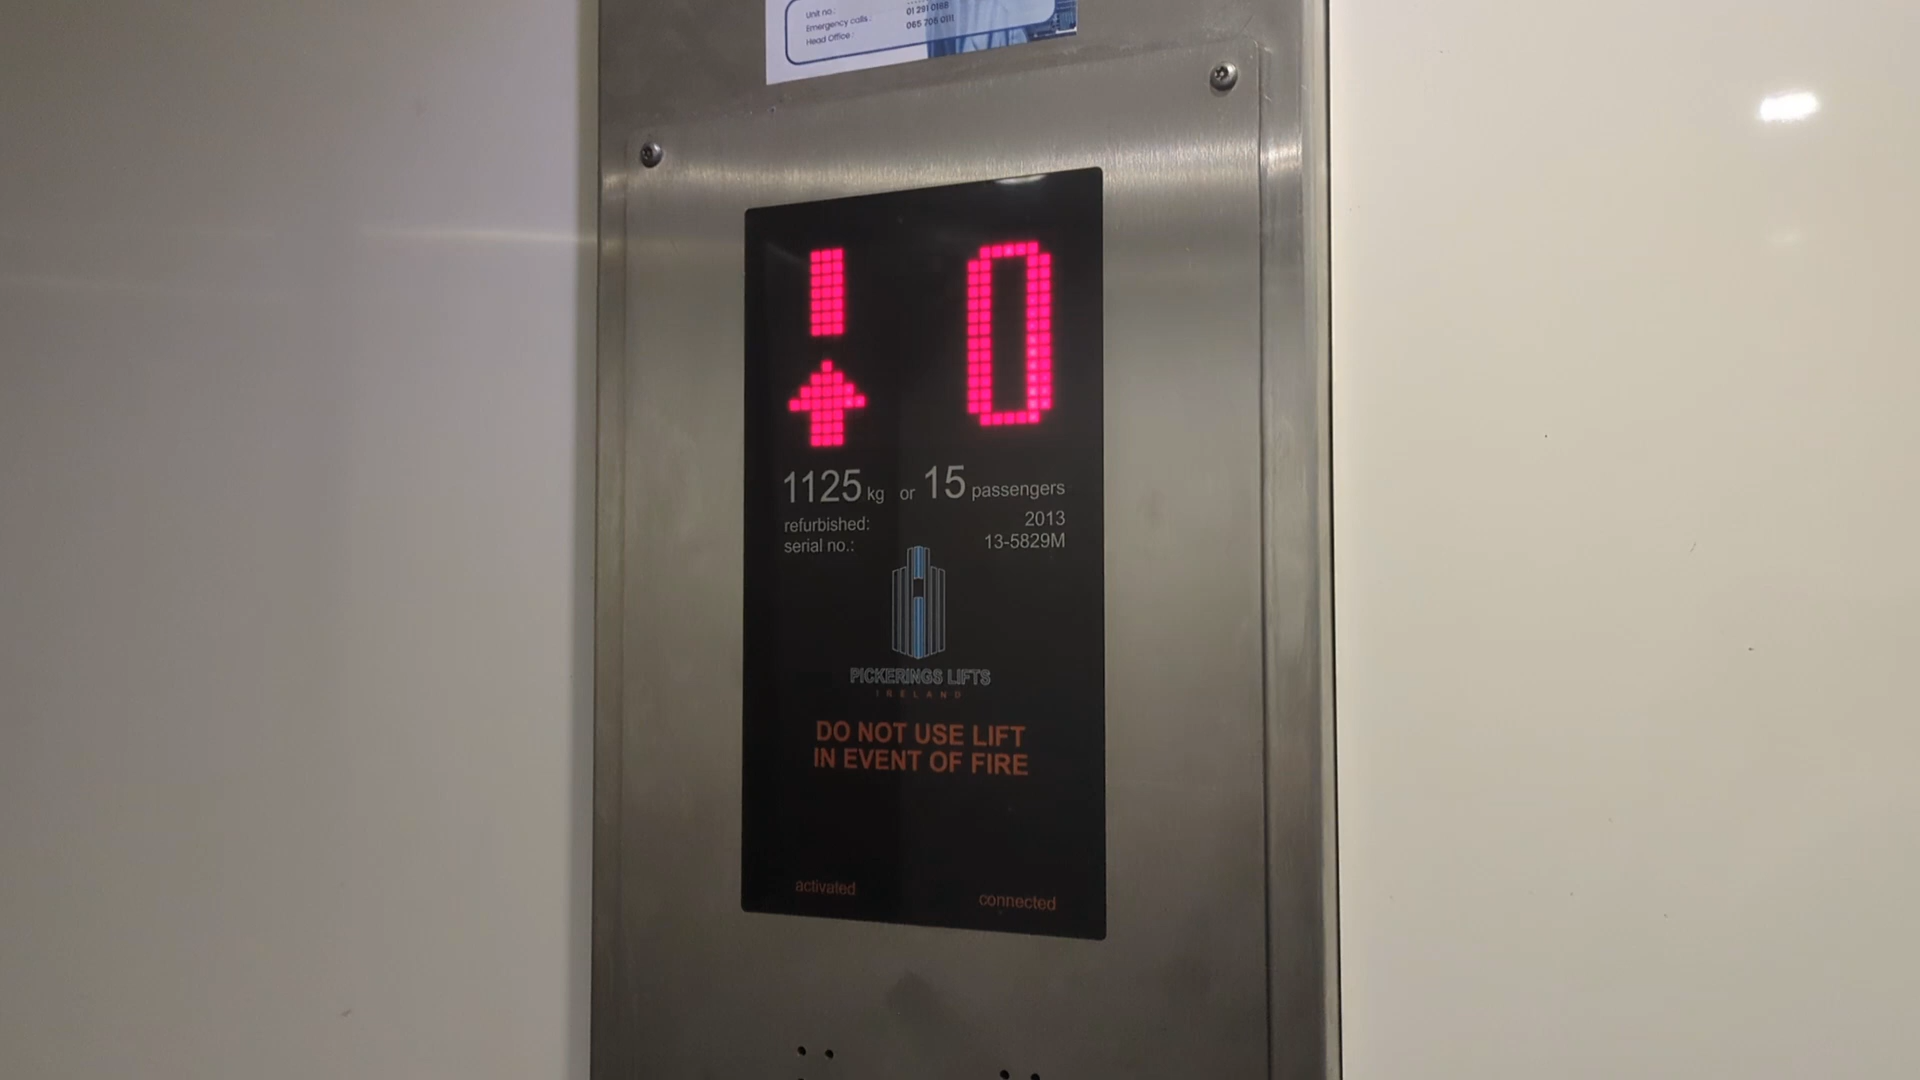 Unit no.:
Emergency calls.: 01 281 0188
Head Office: 065 706 0111
0
1125 kg or 15 passengers
refurbished: 2013
serial no.: 13-5829M
PICKERINGS LIFTS
IRELAND
DO NOT USE LIFT
IN EVENT OF FIRE
activated
connected